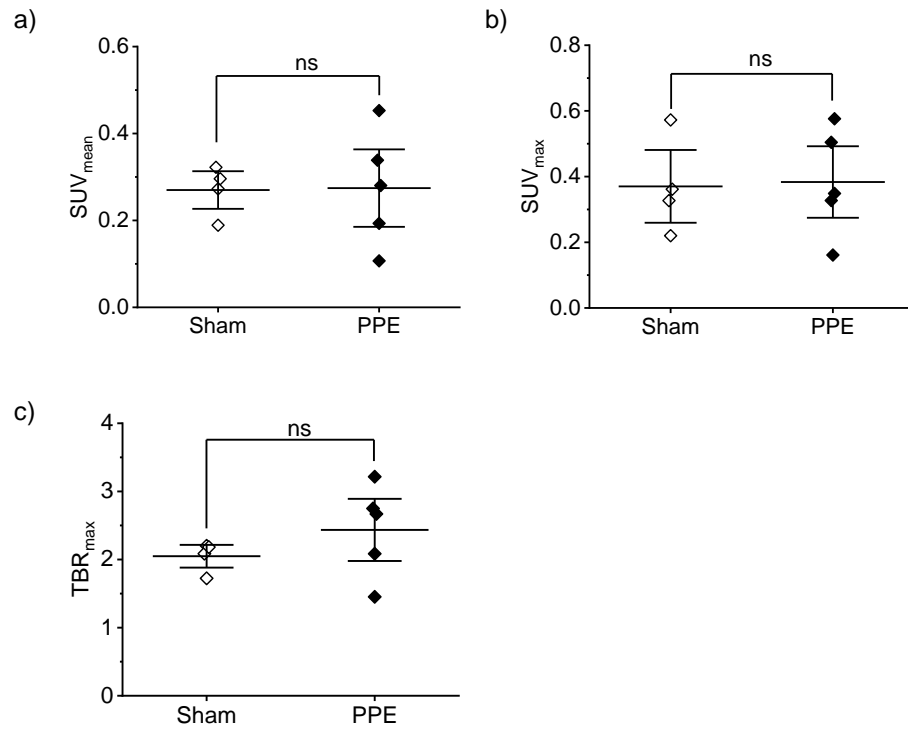 a)
ns
SUVmean
0.6
0.4
0.2
0.0
Sham PPE
b)
ns
SUVmax
0.8
0.6
0.4
0.2
0.0
Sham PPE
c)
ns
TBRmax
4
3
2
1
0
Sham PPE